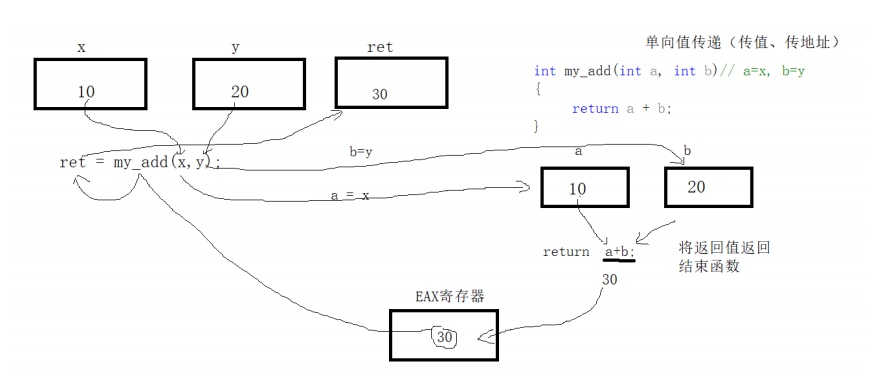 x y ret
单向值传递（传值、传地址）
10 20 30
int my_add(int a, int b)// a=x, b=y
{
return a + b;
}
ret = my_add(x,y);
b=y
a b
a = x
10 20
return a+b;
将返回值返回
结束函数
30
EAX寄存器
30